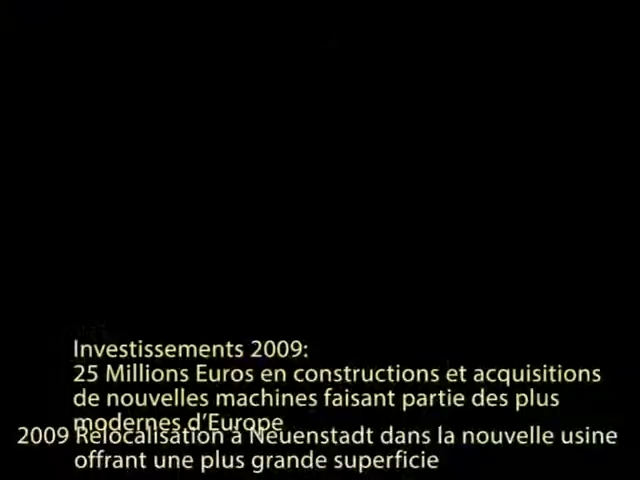 Investissements 2009:
25 Millions Euros en constructions et acquisitions
de nouvelles machines faisant partie des plus
modernes d'Europe
2009 Relocalisation à Neuenstadt dans la nouvelle usine
offrant une plus grande superficie